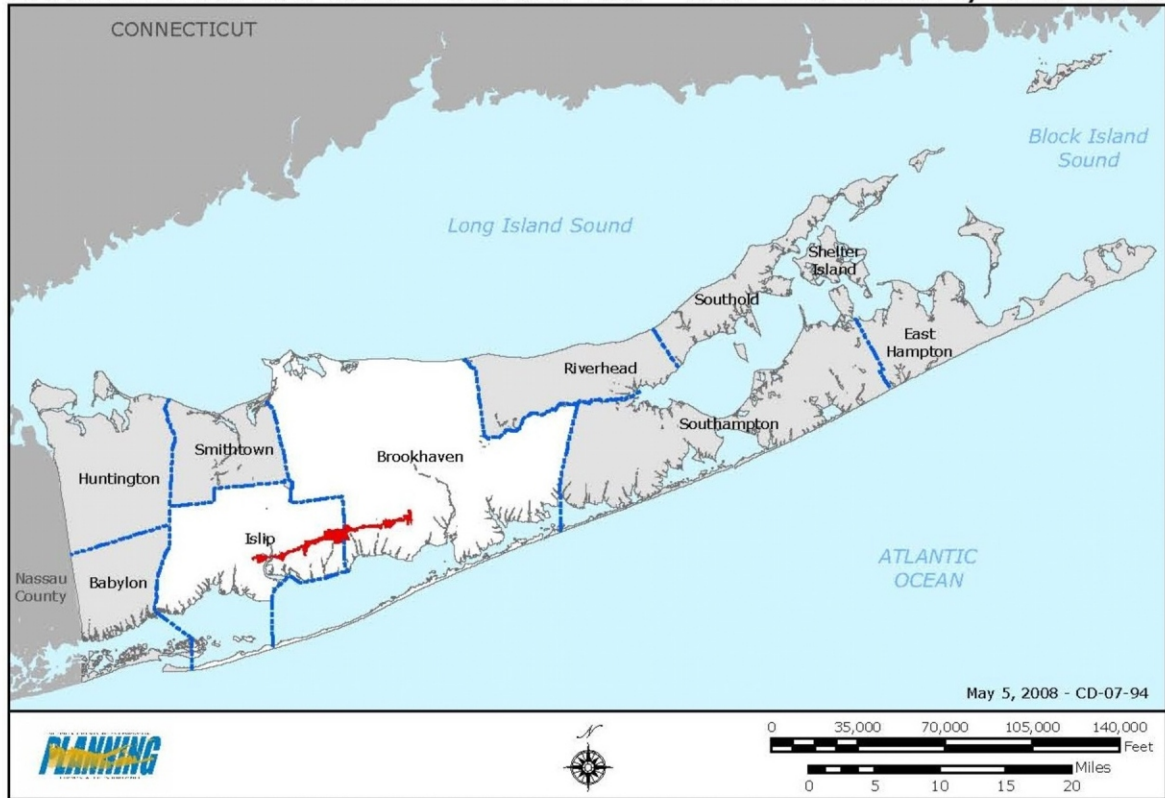 CONNECTICUT
Block Island
Sound
Long Island Sound
Shelter
Island
Southold
East
Hampton
Riverhead
Southampton
Smithtown
Brookhaven
Huntington
Islip
Babylon
Nassau
County
ATLANTIC
OCEAN
May 5, 2008 - CD-07-94
PLANNING
N
0 35,000 70,000 105,000 140,000
Feet
Miles
0 5 10 15 20